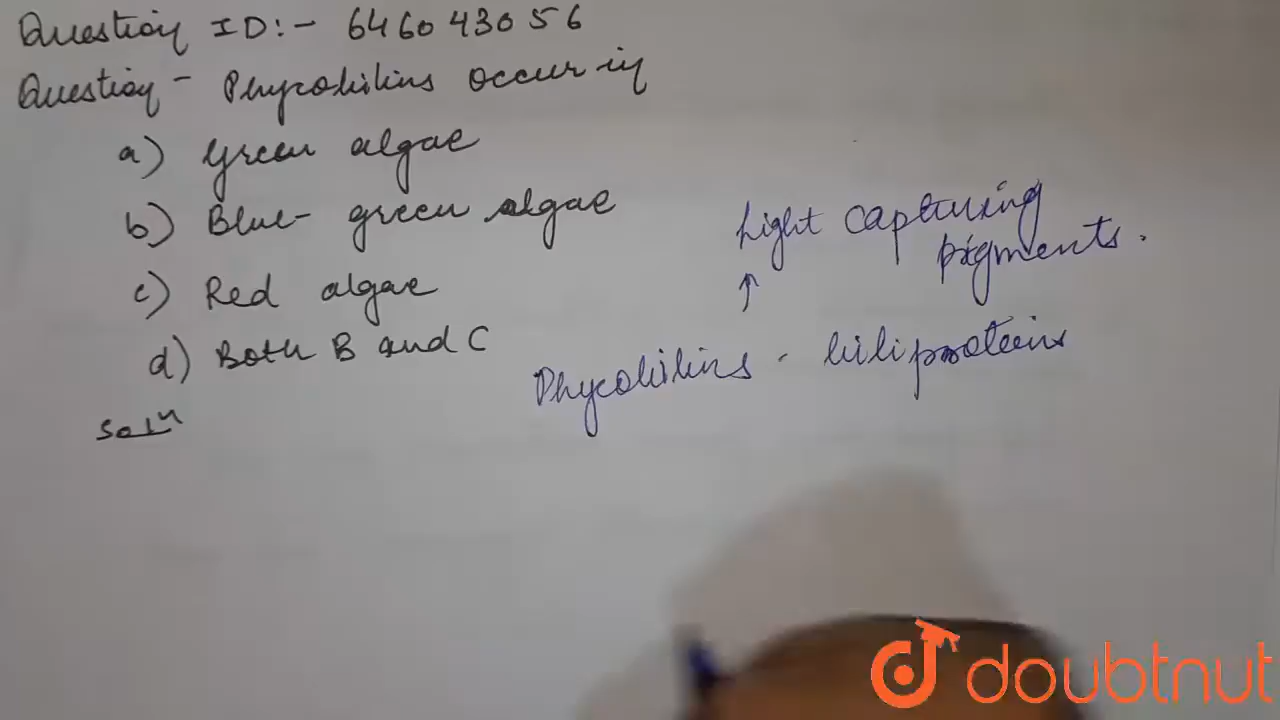 Question ID:- 646043056
Question - Phycobilins occur in
a) Green algae
b) Blue- green algae
c) Red algae
d) Both B and C
Soln
Light capturing
pigments.
↑
Phycobilins - biliproteins
doubtnut